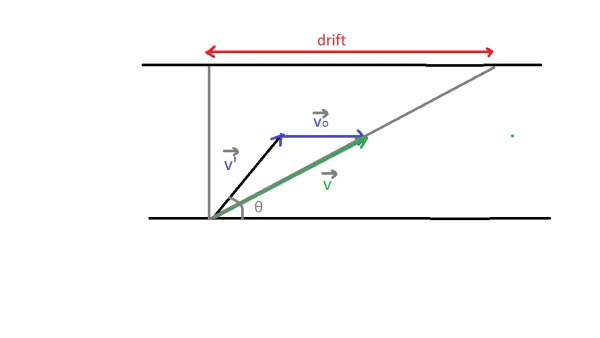 drift
v₀
v'
v
θ